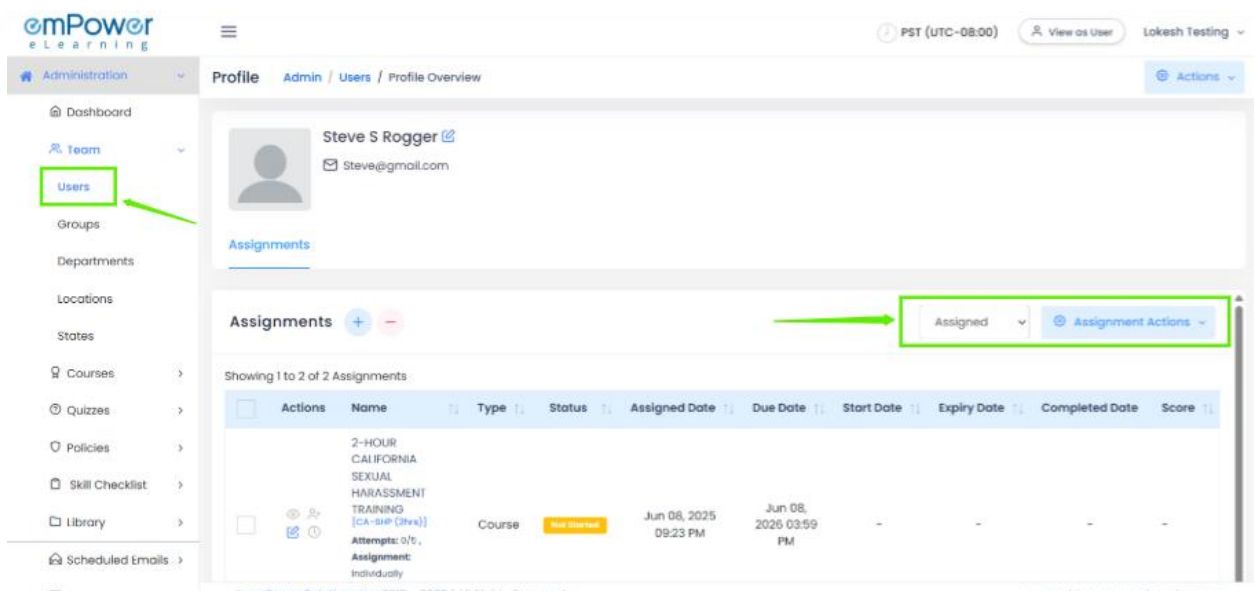 emPower
eLearning
PST (UTC-08:00)
View as User
Lokesh Testing
Administration
Profile
Admin / Users / Profile Overview
Actions
Dashboard
Team
Users
Groups
Departments
Locations
States
Courses
Quizzes
Policies
Skill Checklist
Library
Scheduled Emails
Steve S Rogger
Steve@gmail.com
Assignments
Assignments + −
Assigned
Assignment Actions
Showing 1 to 2 of 2 Assignments
Actions Name Type Status Assigned Date Due Date Start Date Expiry Date Completed Date Score
2-HOUR
CALIFORNIA
SEXUAL
HARASSMENT
TRAINING
[CA-SHP (2hrs)]
Attempts:
Assignment:
Individually
Course
Not Started
Jun 08, 2025
09:23 PM
Jun 08,
2026 03:59
PM
- - - -